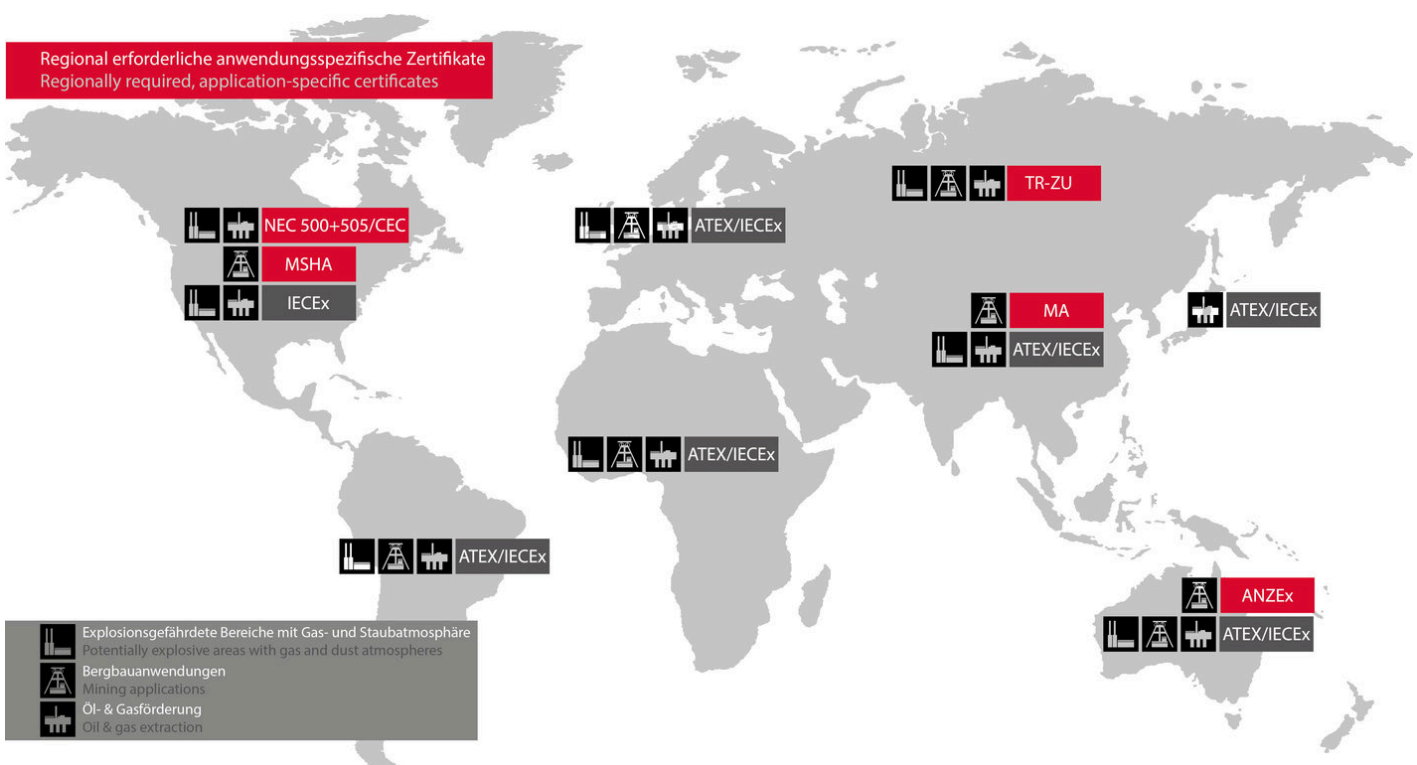 Regional erforderliche anwendungsspezifische Zertifikate
Regionally required, application-specific certificates
NEC 500+505/CEC
MSHA
IECEx
ATEX/IECEx
TR-ZU
MA
ATEX/IECEx
ATEX/IECEx
ATEX/IECEx
ATEX/IECEx
ANZEx
ATEX/IECEx
Explosionsgefährdete Bereiche mit Gas- und Staubatmosphäre
Potentially explosive areas with gas and dust atmospheres
Bergbauanwendungen
Mining applications
Öl- & Gasförderung
Oil & gas extraction